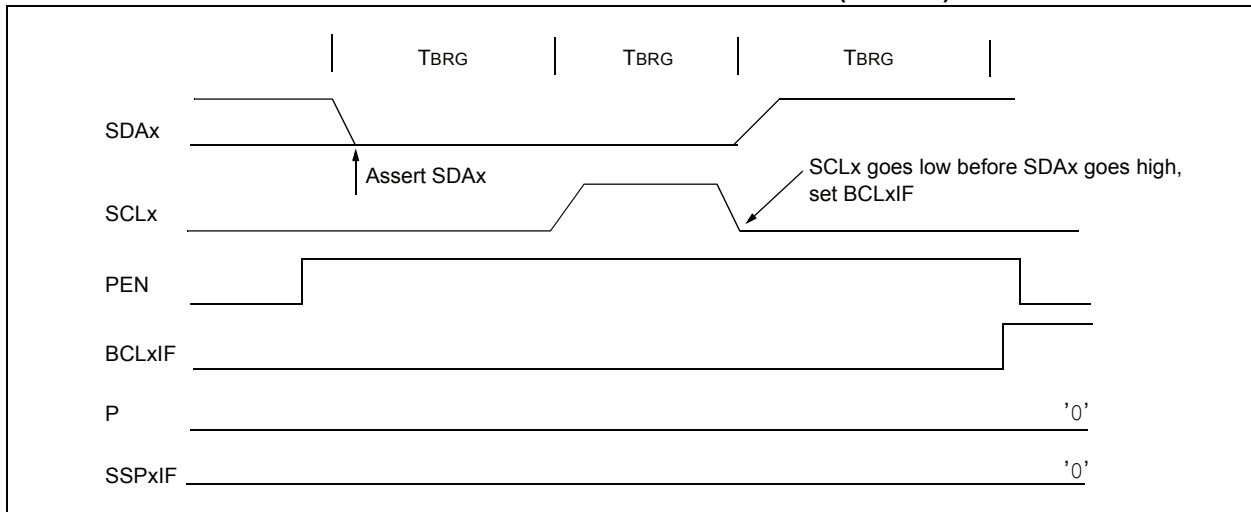 TBRG TBRG TBRG
SDAx
Assert SDAx
SCLx goes low before SDAx goes high,
set BCLxIF
SCLx
PEN
BCLxIF
P '0'
SSPxIF '0'